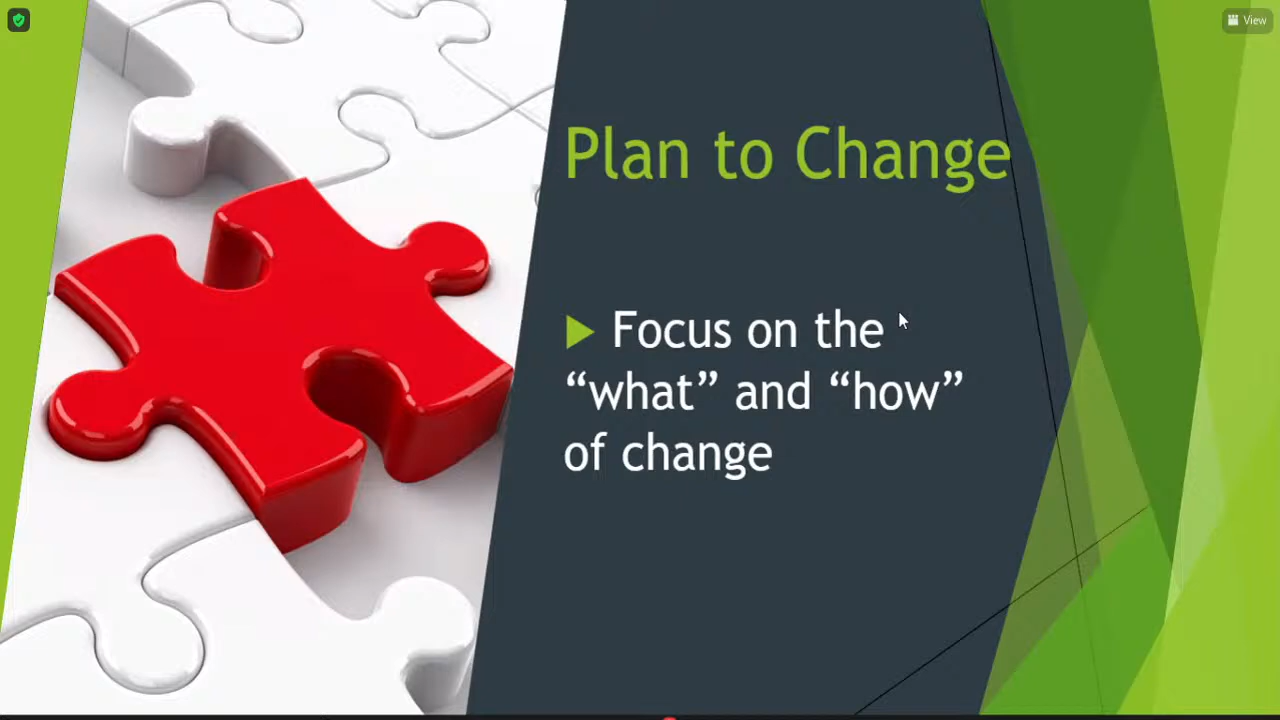 View
Plan to Change
Focus on the
“what” and “how”
of change